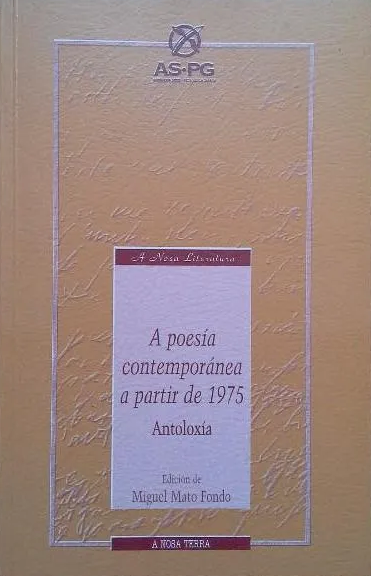 AS-PG
A Nosa Literatura
A poesía
contemporánea
a partir de 1975
Antoloxía
Edición de
Miguel Mato Fondo
A NOSA TERRA